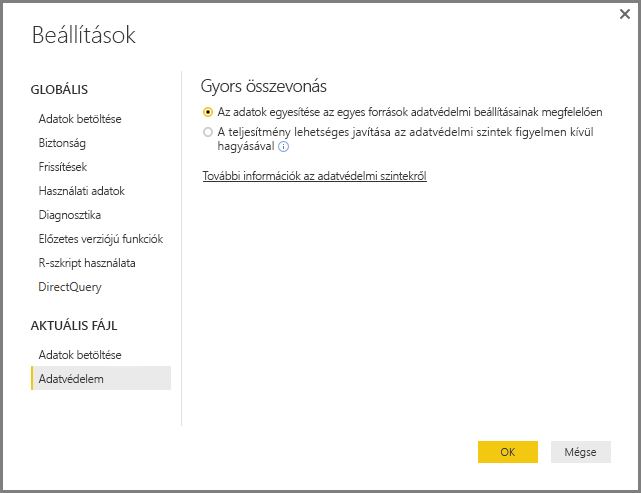 Beállítások
GLOBÁLIS
Adatok betöltése
Biztonság
Frissítések
Használati adatok
Diagnosztika
Előzetes verziójú funkciók
R-szkript használata
DirectQuery
AKTUÁLIS FÁJL
Adatok betöltése
Adatvédelem
Gyors összevonás
Az adatok egyesítése az egyes források adatvédelmi beállításainak megfelelően
A teljesítmény lehetséges javítása az adatvédelmi szintek figyelmen kívül
hagyásával
További információk az adatvédelmi szintekről
OK
Mégse